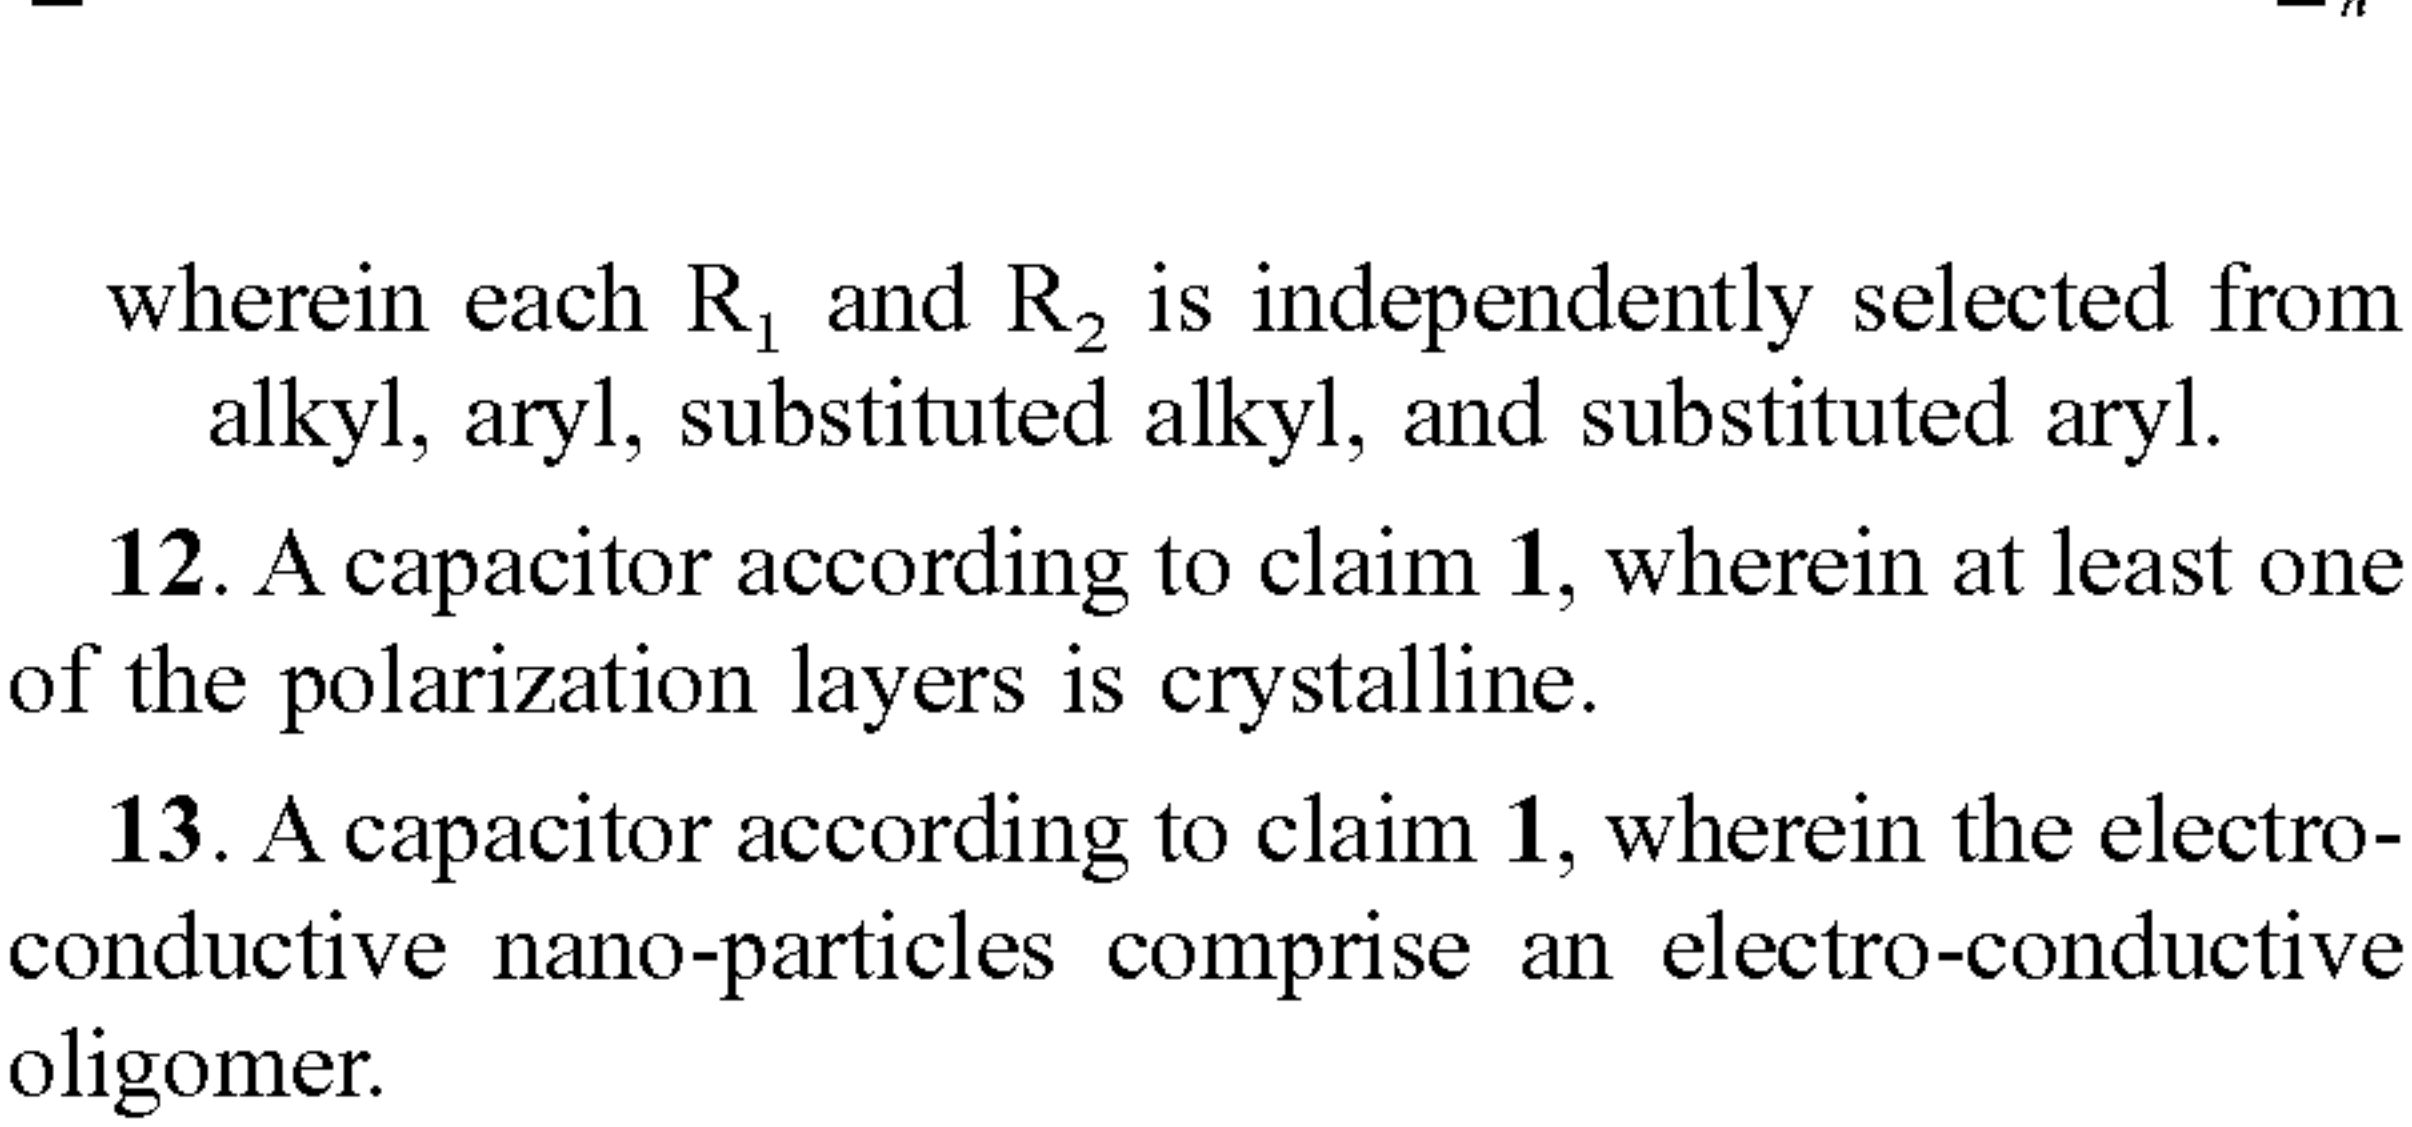 n
wherein each R₁ and R₂ is independently selected from
alkyl, aryl, substituted alkyl, and substituted aryl.
12. A capacitor according to claim 1, wherein at least one
of the polarization layers is crystalline.
13. A capacitor according to claim 1, wherein the electro-
conductive nano-particles comprise an electro-conductive
oligomer.